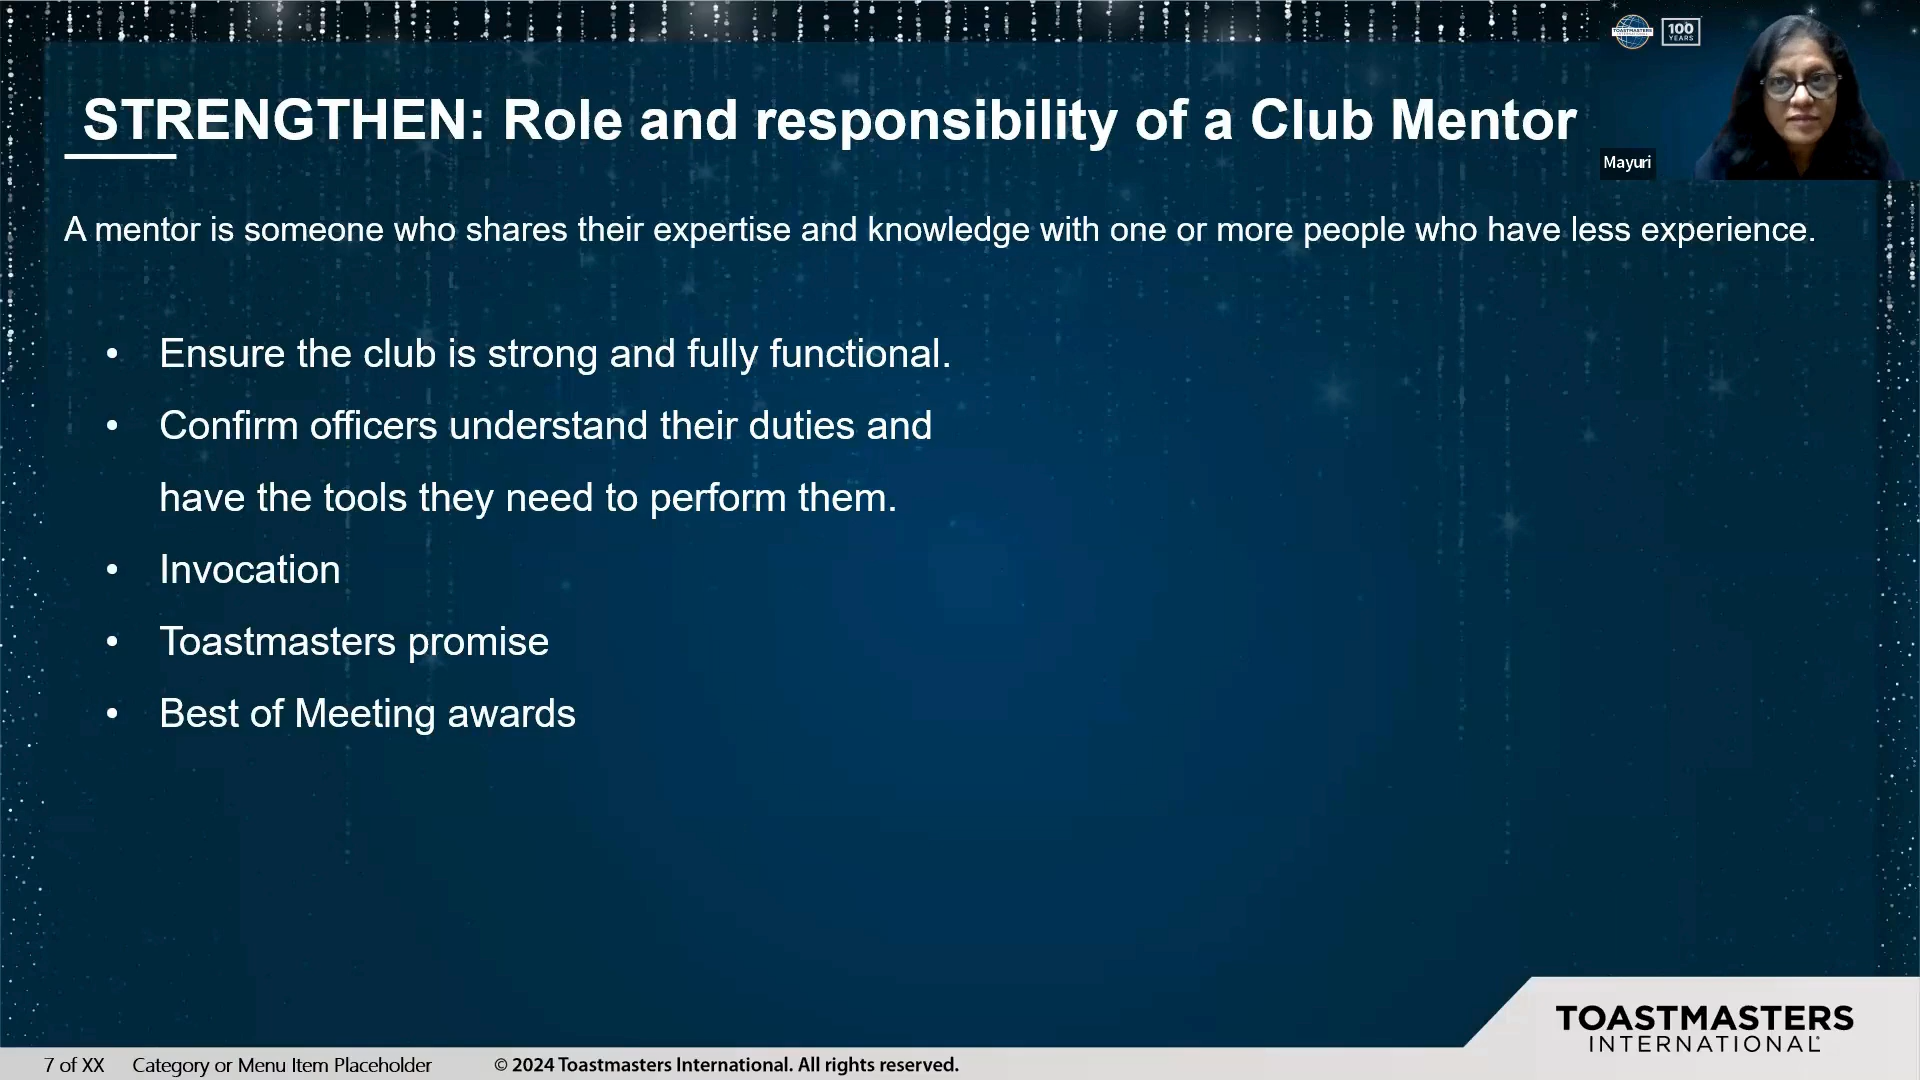 TOASTMASTERS
100
YEARS
STRENGTHEN: Role and responsibility of a Club Mentor
Mayuri
A mentor is someone who shares their expertise and knowledge with one or more people who have less experience.
• Ensure the club is strong and fully functional.
• Confirm officers understand their duties and
have the tools they need to perform them.
• Invocation
• Toastmasters promise
• Best of Meeting awards
TOASTMASTERS
INTERNATIONAL
7 of XX Category or Menu Item Placeholder © 2024 Toastmasters International. All rights reserved.